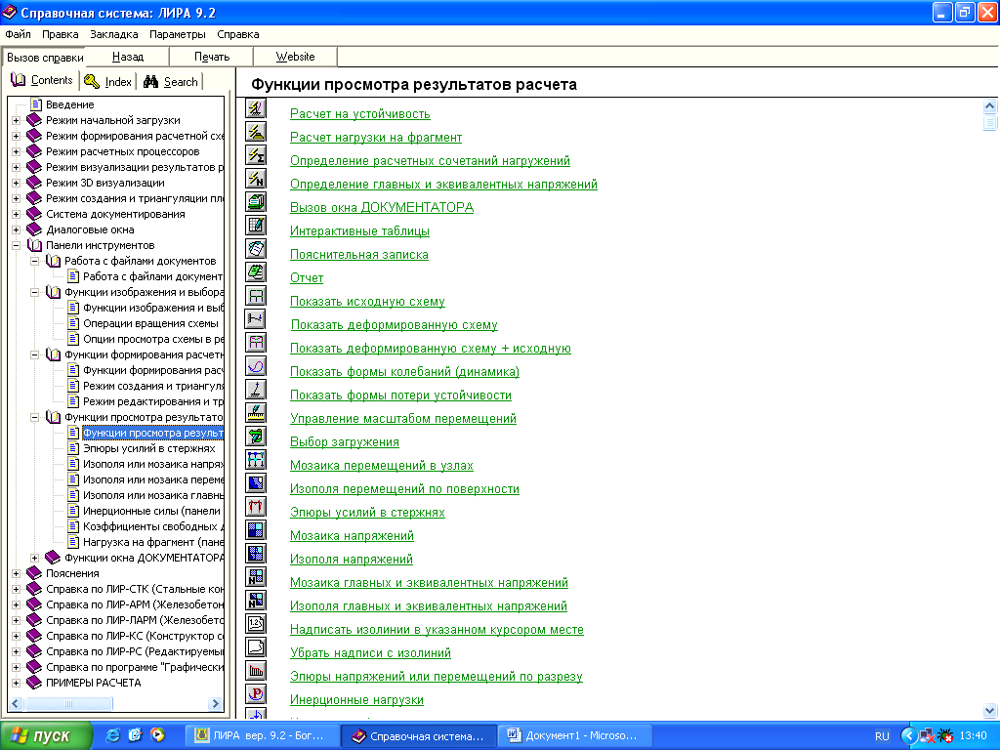 Справочная система: ЛИРА 9.2
Файл Правка Закладка Параметры Справка
Вызов справки Назад Печать Website
Contents Index Search
Введение
Режим начальной загрузки
Режим формирования расчетной схе
Режим расчетных процессоров
Режим визуализации результатов р
Режим 3D визуализации
Режим создания и триангуляции пл
Система документирования
Диалоговые окна
Панели инструментов
Работа с файлами документов
Работа с файлами документ
Функции изображения и выбора
Функции изображения и выб
Операции вращения схемы
Опции просмотра схемы в ре
Функции формирования расчетн
Функции формирования расч
Режим создания и триангуля
Режим редактирования и тр
Функции просмотра результато
Функции просмотра результ
Эпюры усилий в стержнях
Изополя или мозаика напряж
Изополя или мозаика переме
Изополя или мозаика главны
Инерционные силы (панели
Коэффициенты свободных д
Нагрузка на фрагмент (пане
Функции окна ДОКУМЕНТАТОРА
Пояснения
Справка по ЛИР-СТК (Стальные кон
Справка по ЛИР-АРМ (Железобетон
Справка по ЛИР-ЛАРМ (Железобето
Справка по ЛИР-КС (Конструктор се
Справка по ЛИР-РС (Редактируемый
Справка по программе "Графически
ПРИМЕРЫ РАСЧЕТА
Функции просмотра результатов расчета
Расчет на устойчивость
Расчет нагрузки на фрагмент
Определение расчетных сочетаний нагружений
Определение главных и эквивалентных напряжений
Вызов окна ДОКУМЕНТАТОРА
Интерактивные таблицы
Пояснительная записка
Отчет
Показать исходную схему
Показать деформированную схему
Показать деформированную схему + исходную
Показать формы колебаний (динамика)
Показать формы потери устойчивости
Управление масштабом перемещений
Выбор загружения
Мозаика перемещений в узлах
Изополя перемещений по поверхности
Эпюры усилий в стержнях
Мозаика напряжений
Изополя напряжений
Мозаика главных и эквивалентных напряжений
Изополя главных и эквивалентных напряжений
Надписать изолинии в указанном курсором месте
Убрать надписи с изолиний
Эпюры напряжений или перемещений по разрезу
Инерционные нагрузки
пуск ЛИРА вер. 9.2 - Бог... Справочная система... Документ1 - Microso... RU 13:40